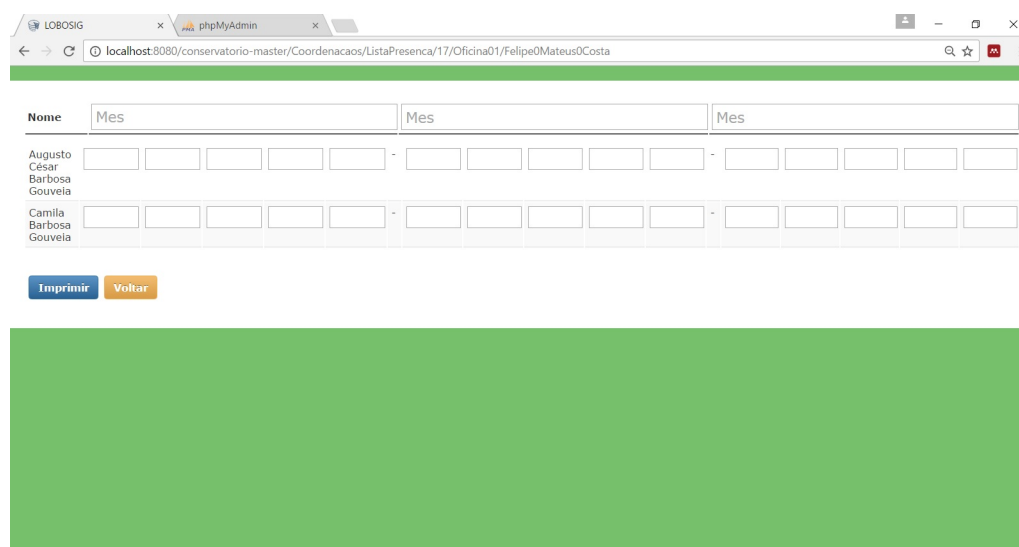 LOBOSIG
phpMyAdmin
localhost:8080/conservatorio-master/Coordenacaos/ListaPresenca/17/Oficina01/Felipe0Mateus0Costa
Nome Mes Mes Mes
Augusto
César
Barbosa
Gouveia
- -
Camila
Barbosa
Gouveia
- -
Imprimir Voltar